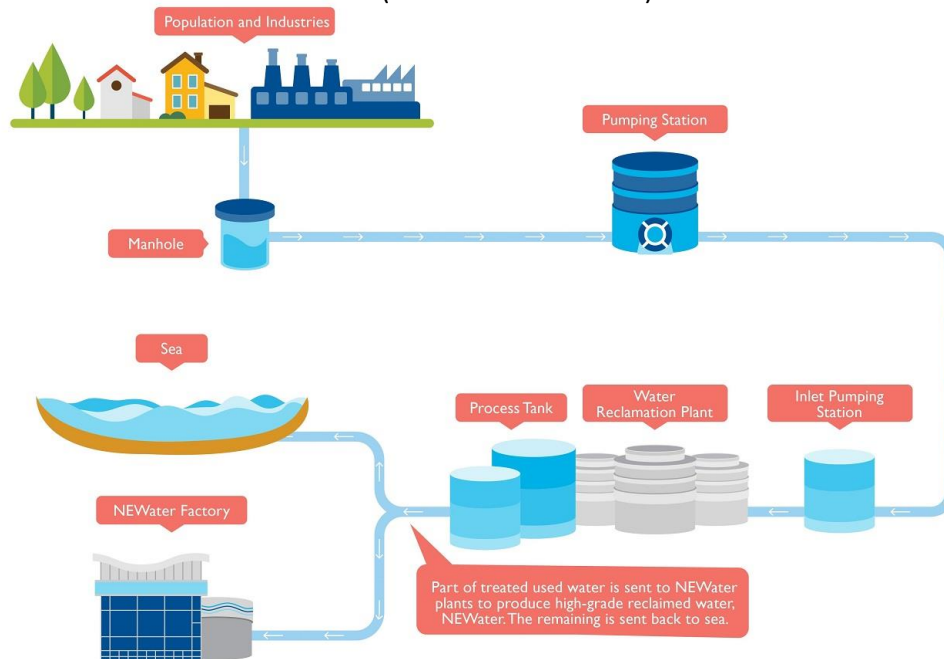 Population and Industries
Pumping Station
Manhole
Sea
Process Tank
Water
Reclamation Plant
Inlet Pumping
Station
NEWater Factory
Part of treated used water is sent to NEWater
plants to produce high-grade reclaimed water,
NEWater. The remaining is sent back to sea.